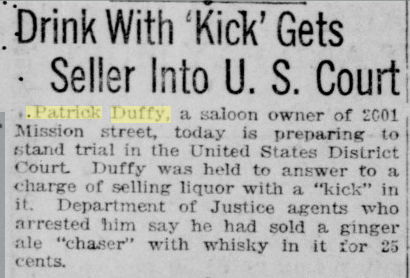 Drink With 'Kick' Gets
Seller Into U. S. Court
Patrick Duffy, a saloon owner of 2001
Mission street, today is preparing to
stand trial in the United States District
Court. Duffy was held to answer to a
charge of selling liquor with a "kick" in
it. Department of Justice agents who
arrested him say he had sold a ginger
ale "chaser" with whisky in it for 25
cents.